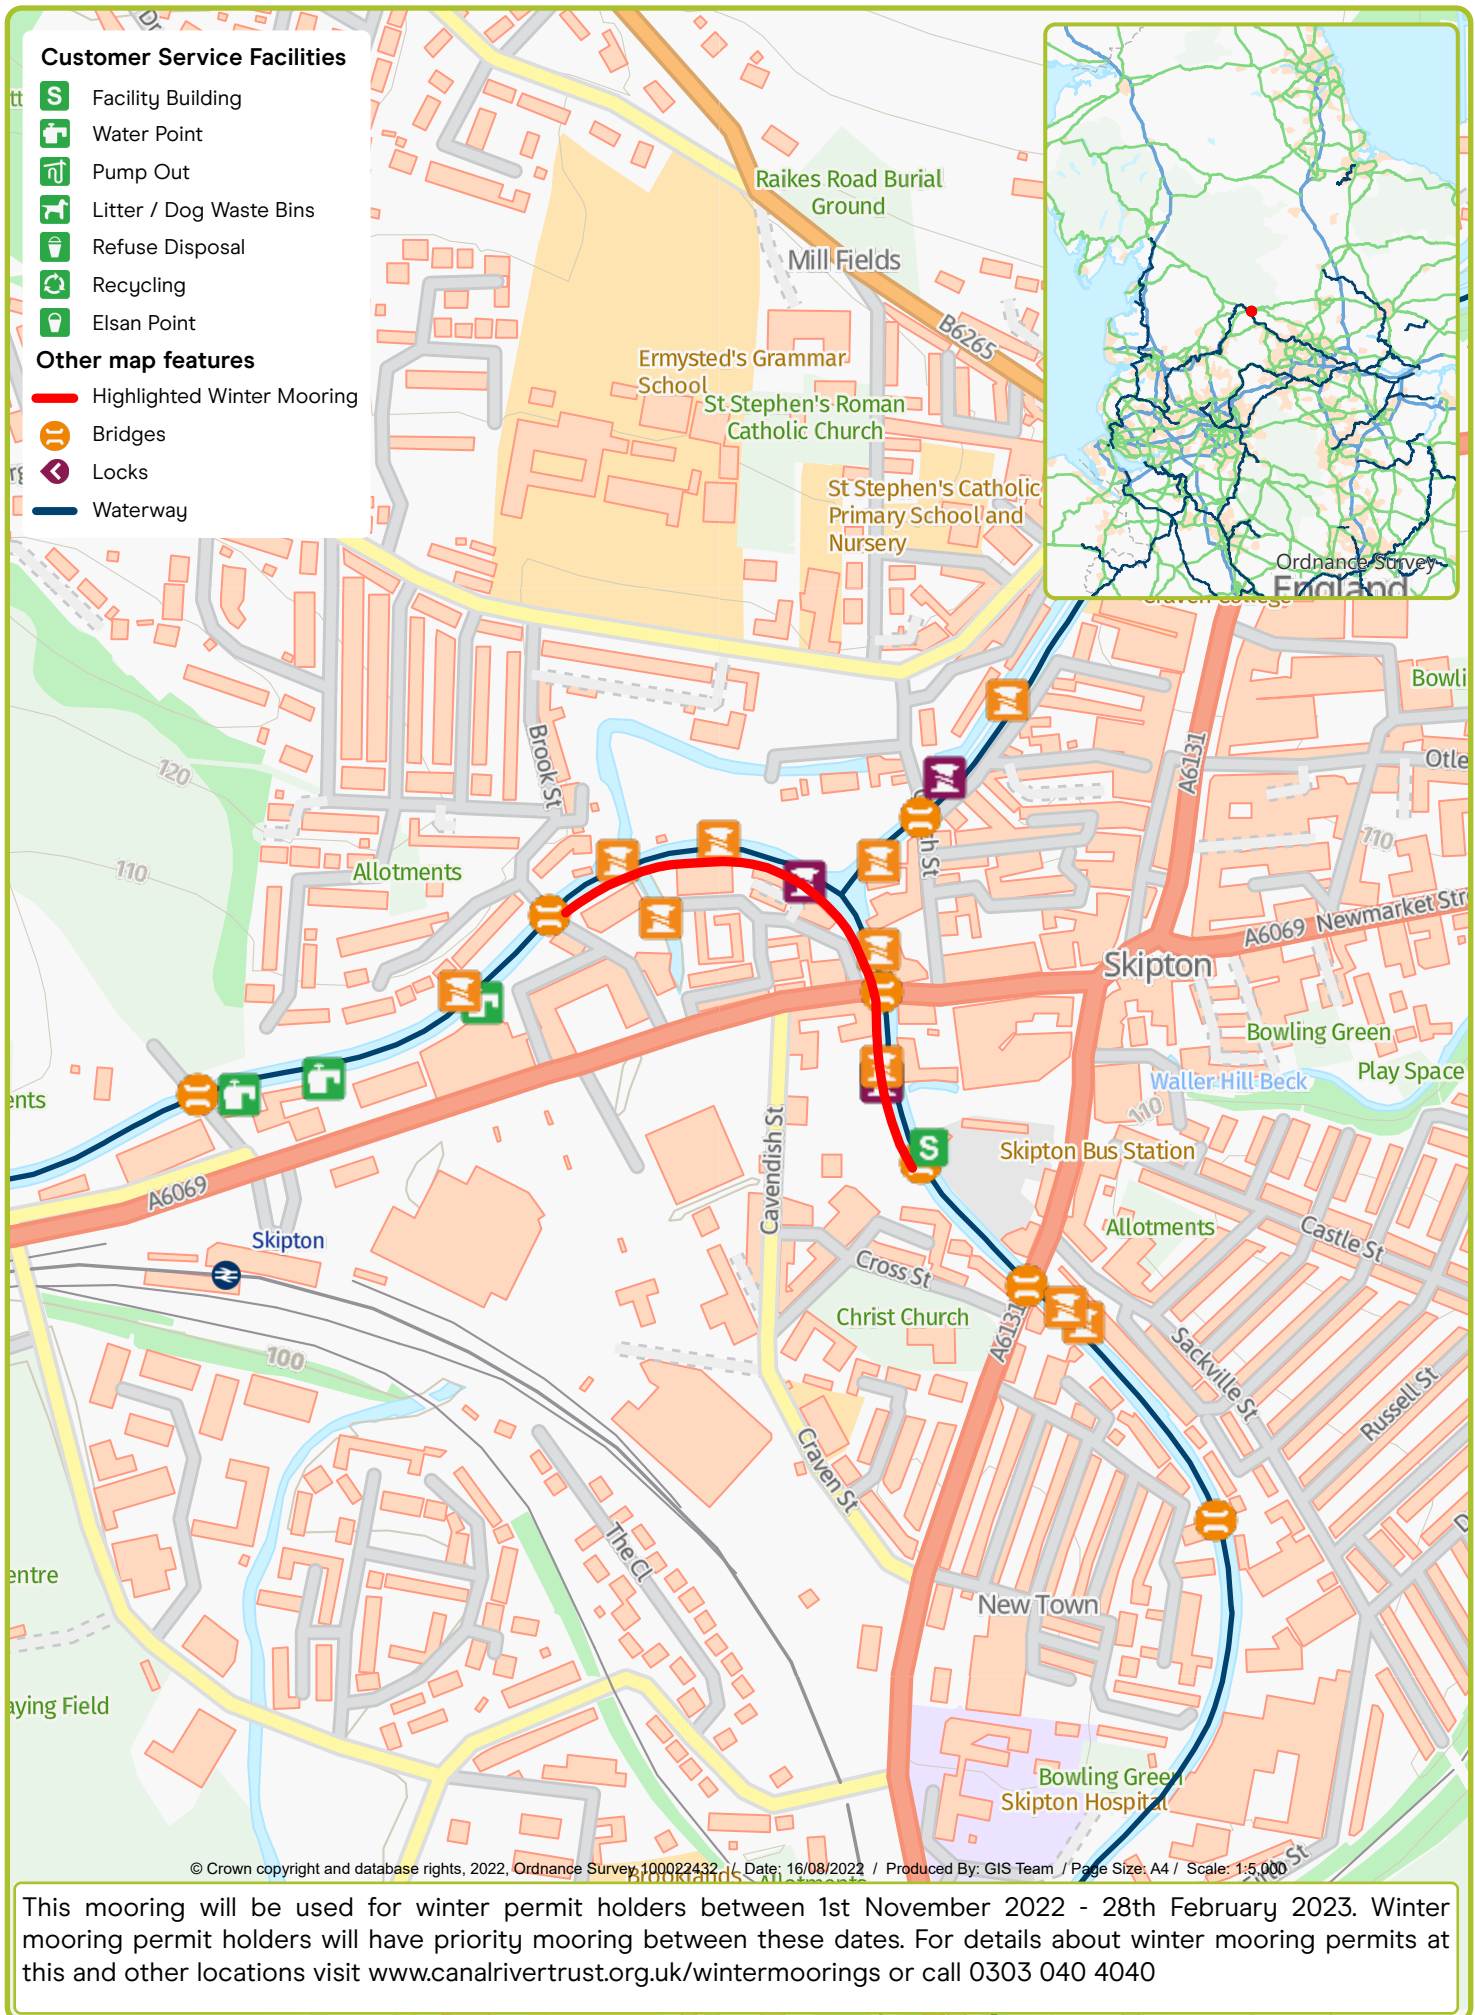 Customer Service Facilities
S Facility Building
Water Point
Pump Out
Litter / Dog Waste Bins
Refuse Disposal
Recycling
Elsan Point
Other map features
Highlighted Winter Mooring
Bridges
Locks
Waterway
Raikes Road Burial
Ground
Mill Fields
B6265
Ermysted's Grammar
School
St Stephen's Roman
Catholic Church
St Stephen's Catholic
Primary School and
Nursery
Ordnance Survey
England
Bowli
Otle
A6131
Brook St
120
110
110
Allotments
A6069 Newmarket Str
Skipton
Bowling Green
Play Space
Waller Hill Beck
110
ents
S
Skipton Bus Station
Cavendish St
A6069
Skipton
Allotments
Castle St
Cross St
Christ Church
A6131
100
Sackville St
Russell St
Craven St
The Cl
entre
New Town
aying Field
Bowling Green
Skipton Hospital
© Crown copyright and database rights, 2022, Ordnance Survey 100022432 / Date: 16/08/2022 / Produced By: GIS Team / Page Size: A4 / Scale: 1:5,000
Brooklands
Allotments
This mooring will be used for winter permit holders between 1st November 2022 - 28th February 2023. Winter
mooring permit holders will have priority mooring between these dates. For details about winter mooring permits at
this and other locations visit www.canalrivertrust.org.uk/wintermoorings or call 0303 040 4040